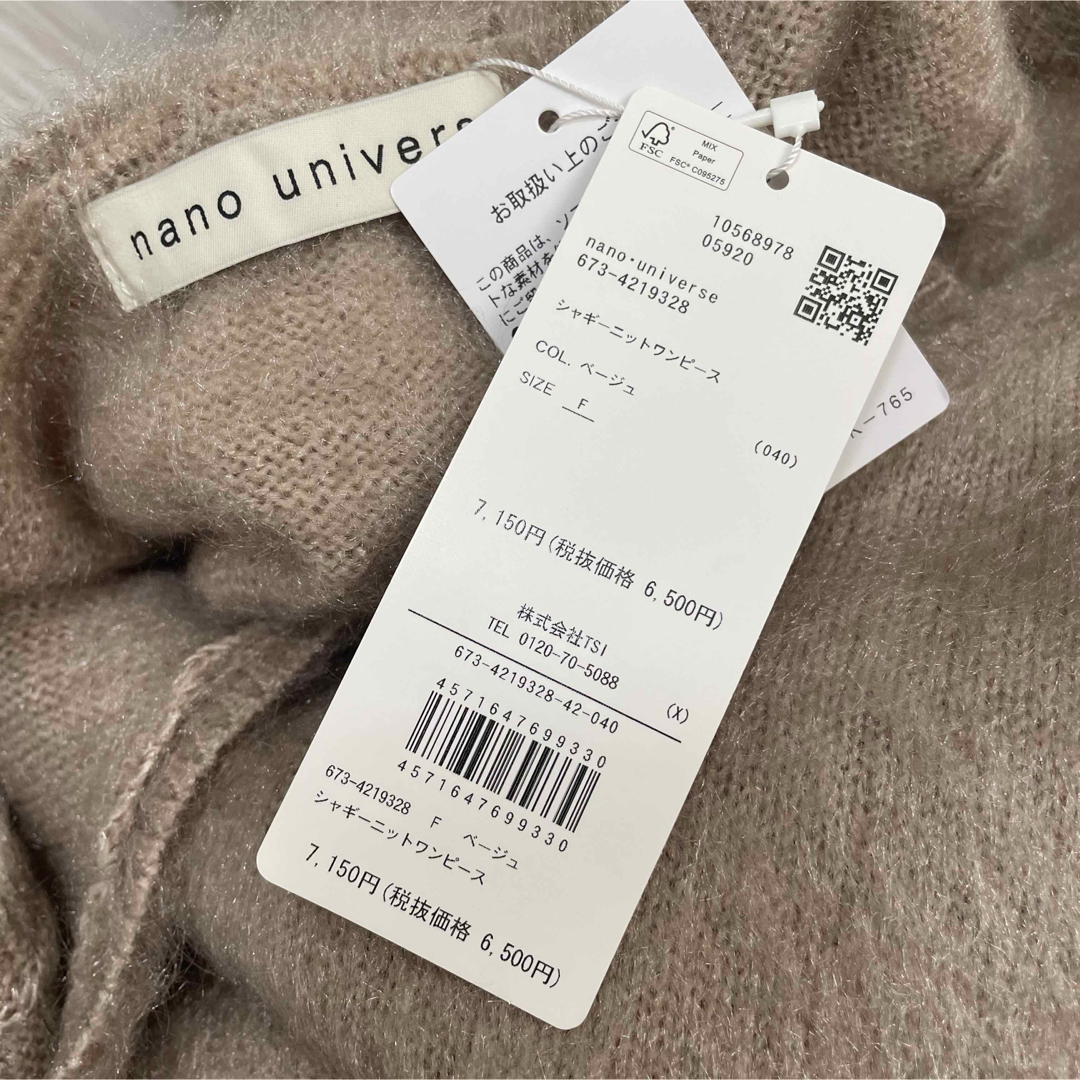 nano univers
お取扱い上のご
この商品は、ソフ
トな素材を
にご
K-765
MIX
Paper
FSC® C095275
FSC
10568978
05920
nano・universe
673-4219328
シャギーニットワンピース
COL. ベージュ
SIZE F
(040)
7,150円(税抜価格 6,500円)
株式会社TSI
TEL 0120-70-5088
673-4219328-42-040
(X)
4571647699330
4571647699330
673-4219328 F ベージュ
シャギーニットワンピース
7,150円(税抜価格 6,500円)